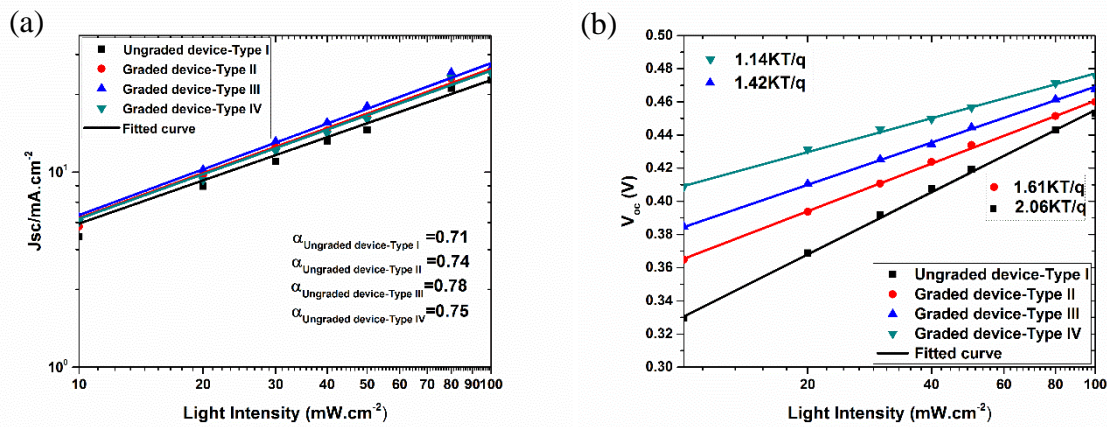 (a)
Ungraded device-Type I
Graded device-Type II
Graded device-Type III
Graded device-Type IV
Fitted curve
Jsc/mA.cm⁻²
10¹
10⁰
α Ungraded device-Type I =0.71
α Ungraded device-Type II =0.74
α Ungraded device-Type III =0.78
α Ungraded device-Type IV =0.75
10 20 30 40 50 60 70 80 90 100
Light Intensity (mW.cm⁻²)
(b)
0.50
0.48
0.46
0.44
0.42
0.40
0.38
0.36
0.34
0.32
0.30
Voc (V)
1.14KT/q
1.42KT/q
1.61KT/q
2.06KT/q
Ungraded device-Type I
Graded device-Type II
Graded device-Type III
Graded device-Type IV
Fitted curve
20 40 60 80 100
Light Intensity (mW.cm⁻²)